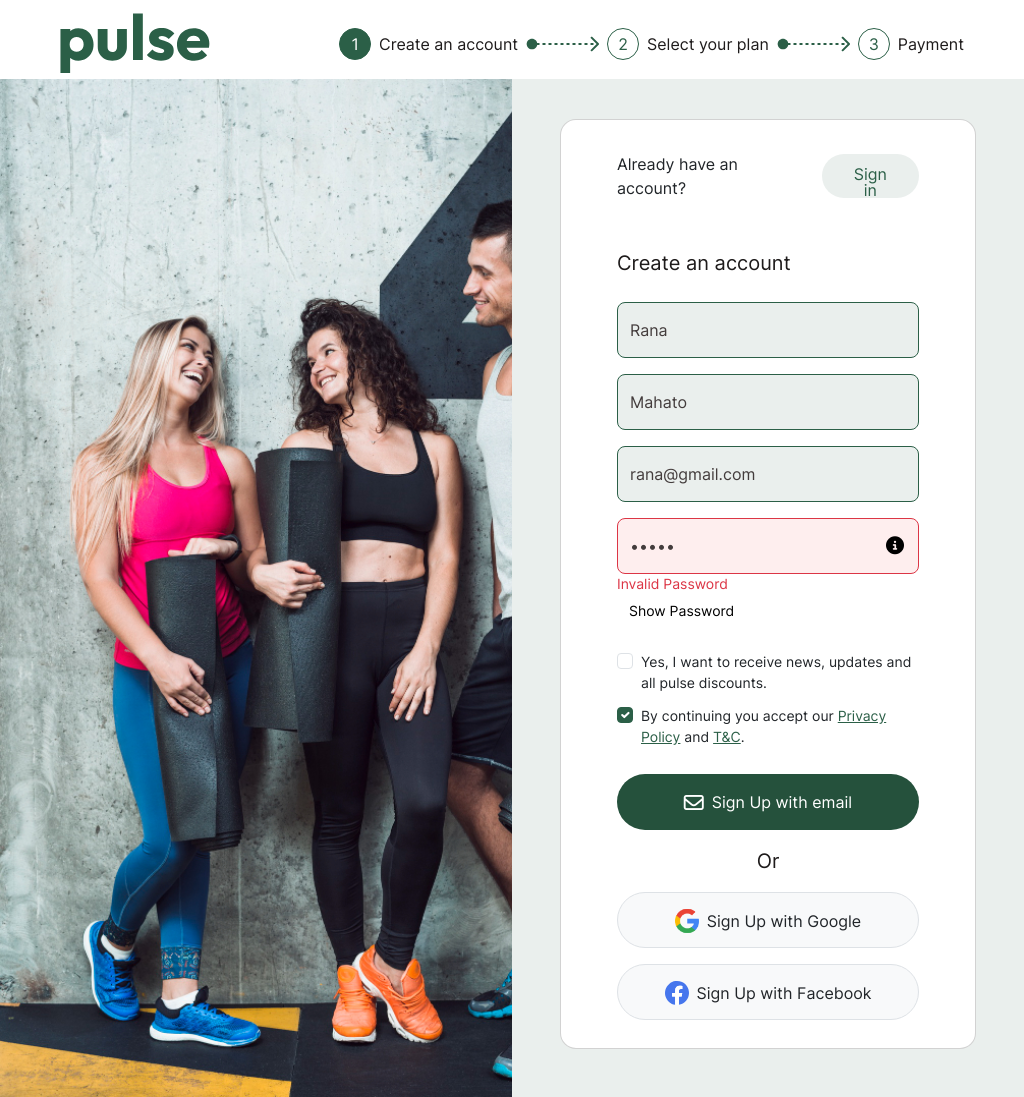 pulse
1 Create an account 2 Select your plan 3 Payment
Already have an
account?
Sign
in
Create an account
Rana
Mahato
rana@gmail.com
•••••
Invalid Password
Show Password
Yes, I want to receive news, updates and
all pulse discounts.
By continuing you accept our Privacy
Policy and T&C.
Sign Up with email
Or
Sign Up with Google
Sign Up with Facebook